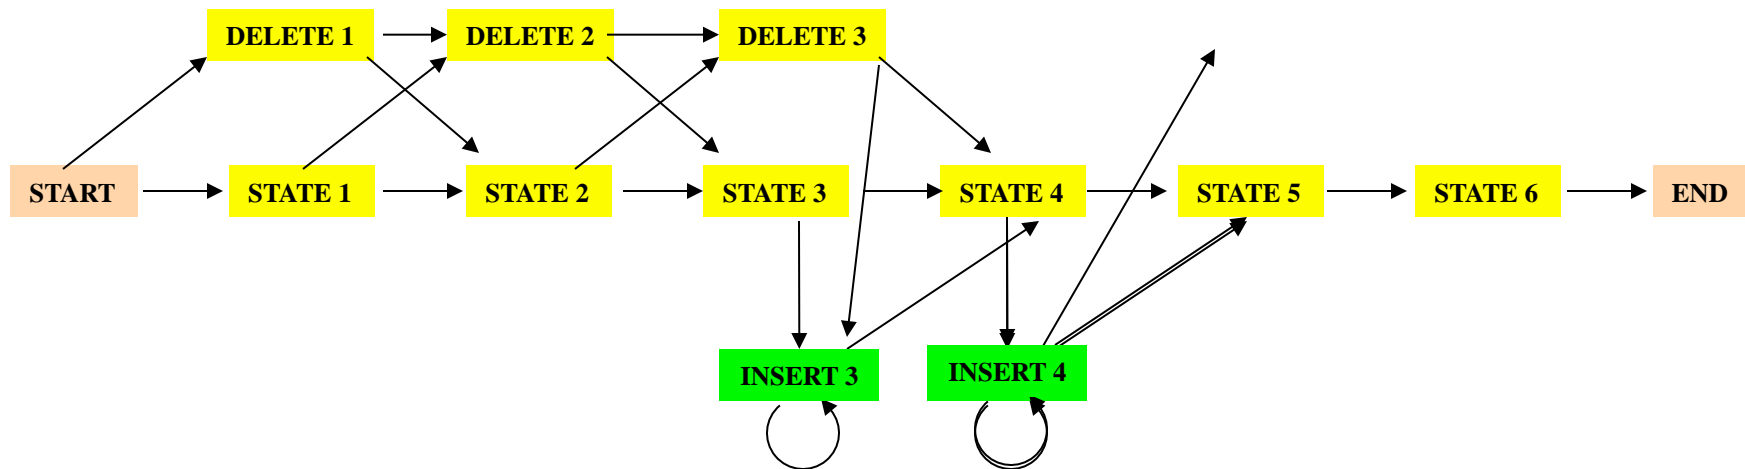 DELETE 1
DELETE 2
DELETE 3
START
STATE 1
STATE 2
STATE 3
STATE 4
STATE 5
STATE 6
END
INSERT 3
INSERT 4